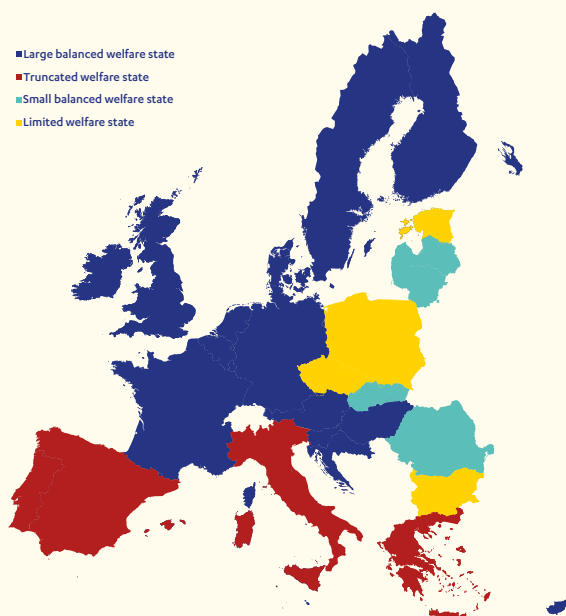 Large balanced welfare state
Truncated welfare state
Small balanced welfare state
Limited welfare state